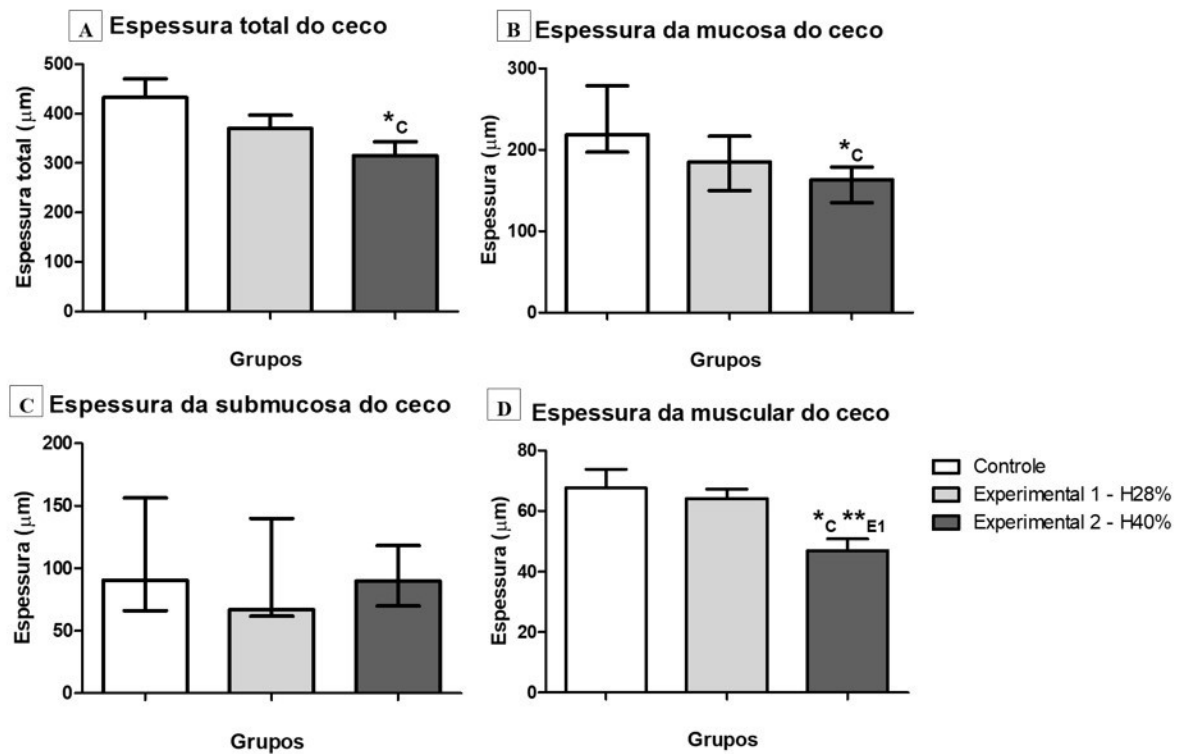 A Espessura total do ceco
Espessura total (µm)
500
400
300
200
100
0
*C
Grupos
B Espessura da mucosa do ceco
Espessura (µm)
300
200
100
0
*C
Grupos
C Espessura da submucosa do ceco
Espessura (µm)
200
150
100
50
0
Grupos
D Espessura da muscular do ceco
Espessura (µm)
80
60
40
20
0
*C **E1
Grupos
Controle
Experimental 1 - H28%
Experimental 2 - H40%